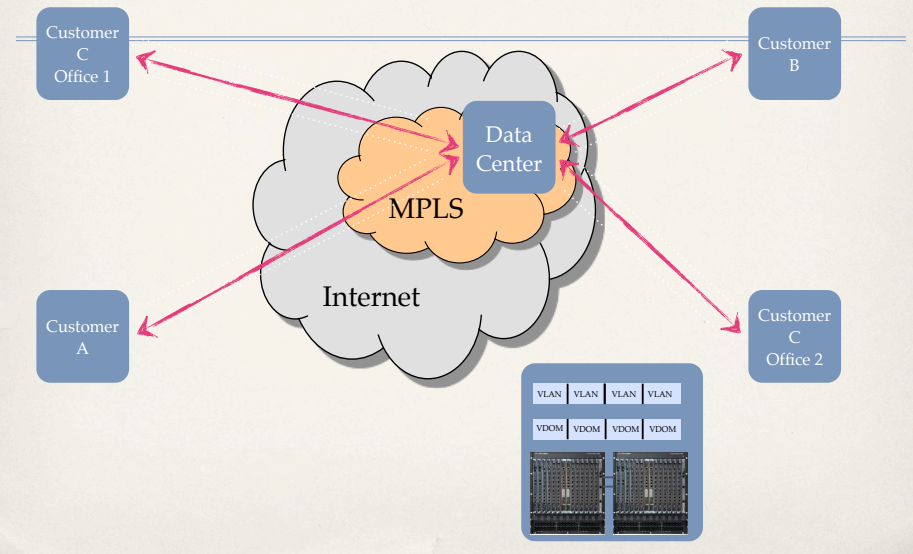 Customer
C
Office 1
Customer
B
Data
Center
MPLS
Internet
Customer
A
Customer
C
Office 2
VLAN VLAN VLAN VLAN
VDOM VDOM VDOM VDOM